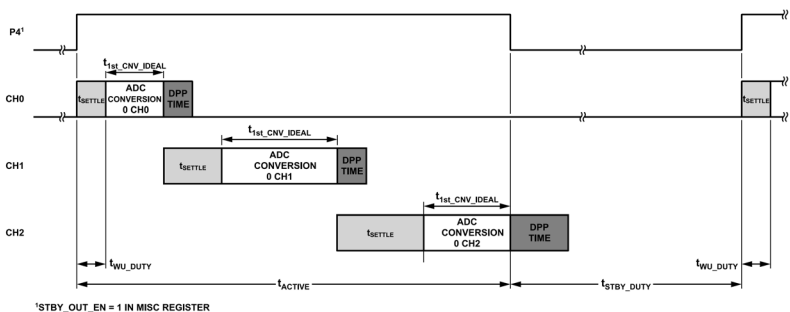 P4¹
t1st_CNV_IDEAL
CH0
tSETTLE
ADC
CONVERSION
0 CH0
DPP
TIME
tSETTLE
t1st_CNV_IDEAL
CH1
tSETTLE
ADC
CONVERSION
0 CH1
DPP
TIME
t1st_CNV_IDEAL
CH2
tSETTLE
ADC
CONVERSION
0 CH2
DPP
TIME
tWU_DUTY
tWU_DUTY
tACTIVE
tSTBY_DUTY
¹STBY_OUT_EN = 1 IN MISC REGISTER